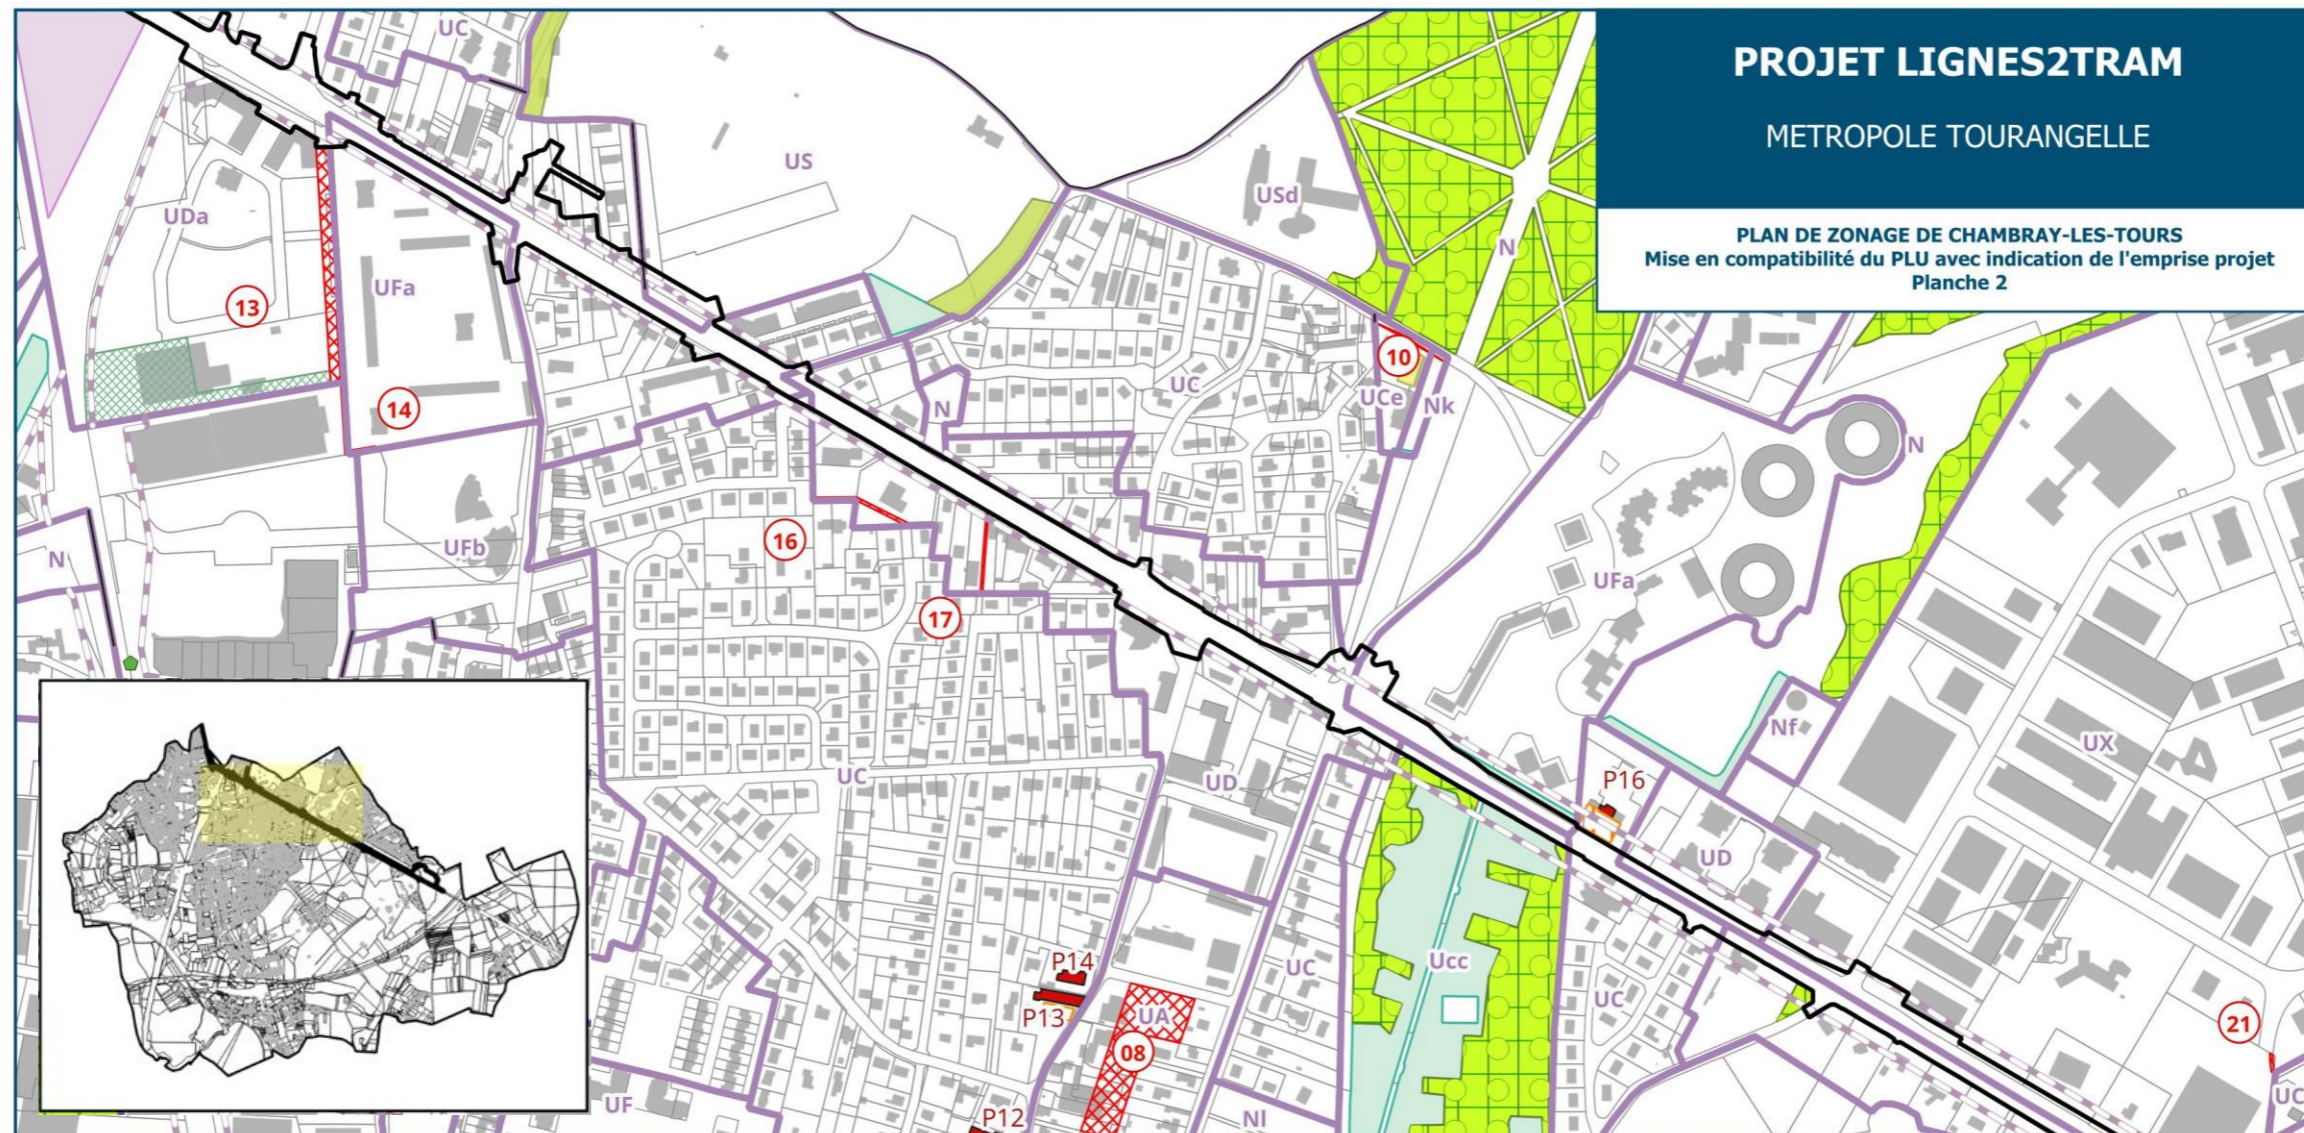 PROJET LIGNES2TRAM
METROPOLE TOURANGELLE
PLAN DE ZONAGE DE CHAMBRAY-LES-TOURS
Mise en compatibilité du PLU avec indication de l'emprise projet
Planche 2
UC
US
USd
UDa
N
UFa
13
10
UC
14
N
UCe
Nk
N
16
UFb
N
UFa
17
Nf
UX
UC
UD
P16
UD
P14
UC
Ucc
UC
P13
UA
21
08
UC
UF
P12
Nl